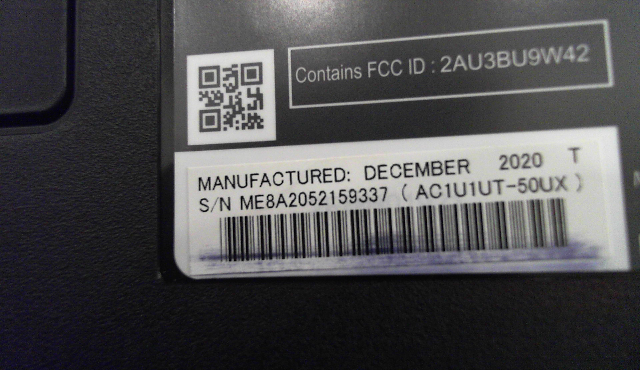 Contains FCC ID : 2AU3BU9W42
MANUFACTURED: DECEMBER 2020 T
S/N ME8A2052159337 ( AC1U1UT-50UX )